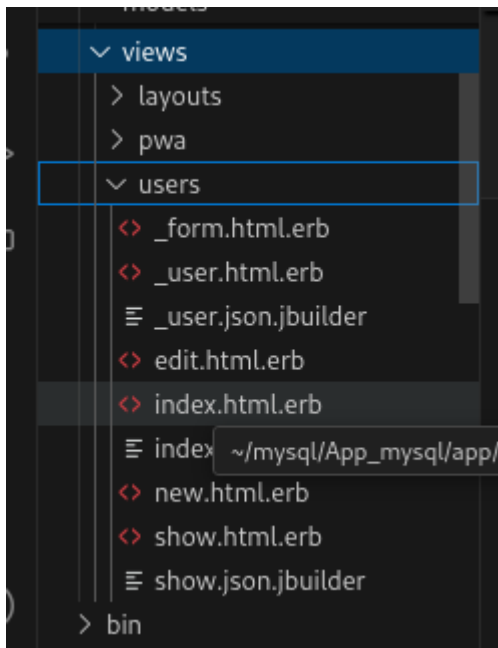 models
views
layouts
pwa
users
_form.html.erb
_user.html.erb
_user.json.jbuilder
edit.html.erb
index.html.erb
index
~/mysql/App_mysql/app/
new.html.erb
show.html.erb
show.json.jbuilder
bin